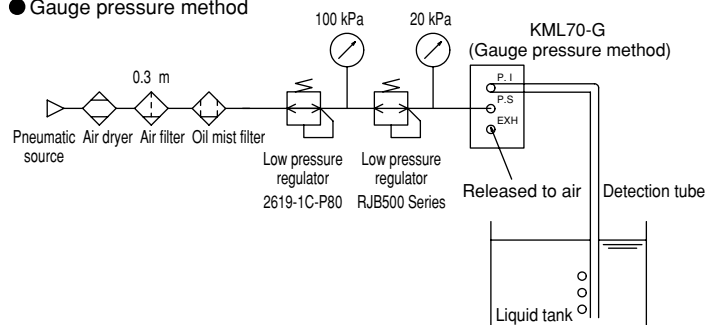 ● Gauge pressure method
100 kPa
20 kPa
KML70-G
(Gauge pressure method)
0.3 m
P. I
P.S
EXH
Pneumatic source
Air dryer
Air filter
Oil mist filter
Low pressure
regulator
2619-1C-P80
Low pressure
regulator
RJB500 Series
Released to air
Detection tube
Liquid tank